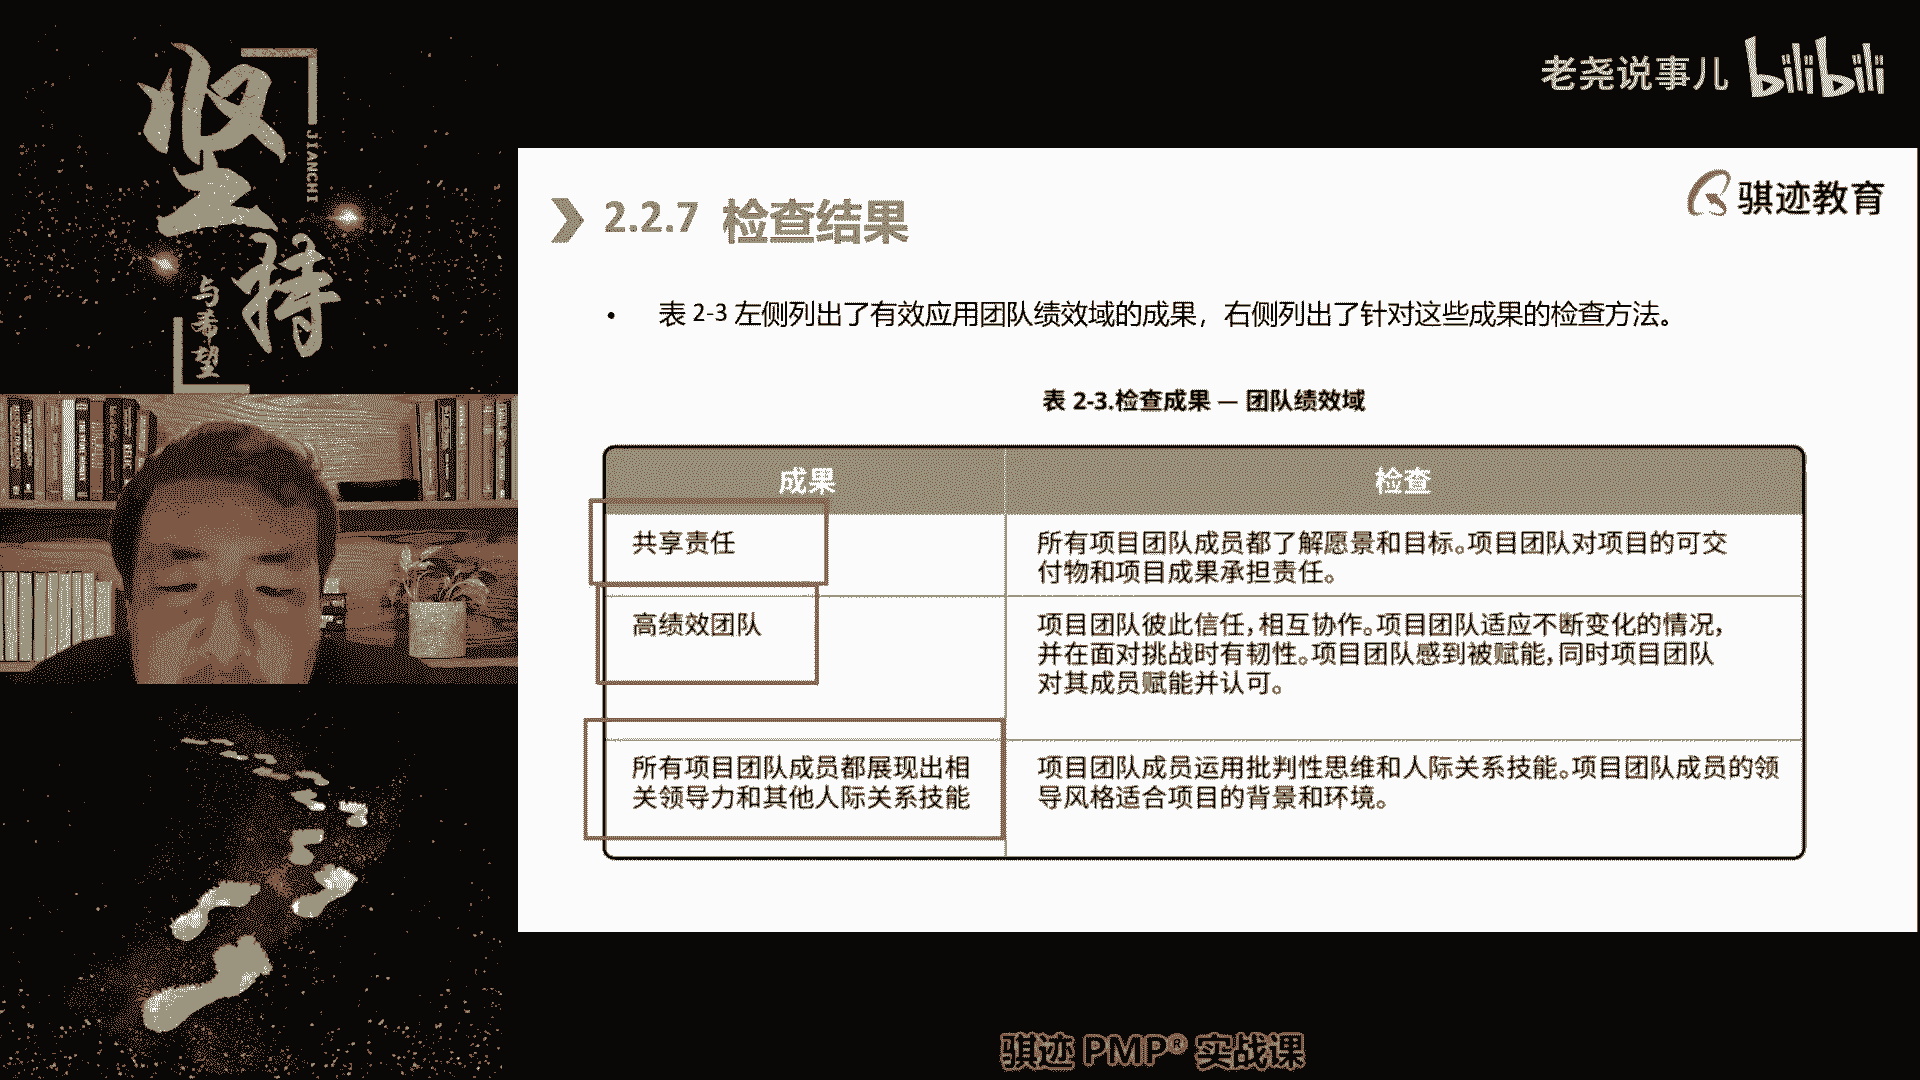 坚持
JIANCHI
与希望
老尧说事儿 bilibili
骐迹教育
2.2.7 检查结果
• 表 2-3 左侧列出了有效应用团队绩效域的成果，右侧列出了针对这些成果的检查方法。
表 2-3.检查成果 — 团队绩效域
成果
检查
共享责任
所有项目团队成员都了解愿景和目标。项目团队对项目的可交
付物和项目成果承担责任。
高绩效团队
项目团队彼此信任，相互协作。项目团队适应不断变化的情况，
并在面对挑战时有韧性。项目团队感到被赋能，同时项目团队
对其成员赋能并认可。
所有项目团队成员都展现出相
关领导力和其他人际关系技能
项目团队成员运用批判性思维和人际关系技能。项目团队成员的领
导风格适合项目的背景和环境。
骐迹 PMP® 实战课